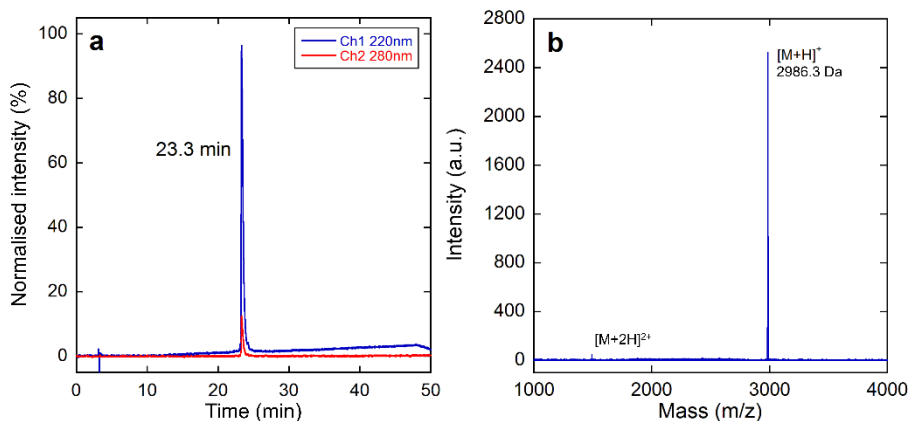 a
Ch1 220nm
Ch2 280nm
23.3 min
Normalised intensity (%)
100
80
60
40
20
0
0
10
20
30
40
50
Time (min)
b
[M+H]+
2986.3 Da
[M+2H]2+
Intensity (a.u.)
2800
2400
2000
1600
1200
800
400
0
1000
2000
3000
4000
Mass (m/z)